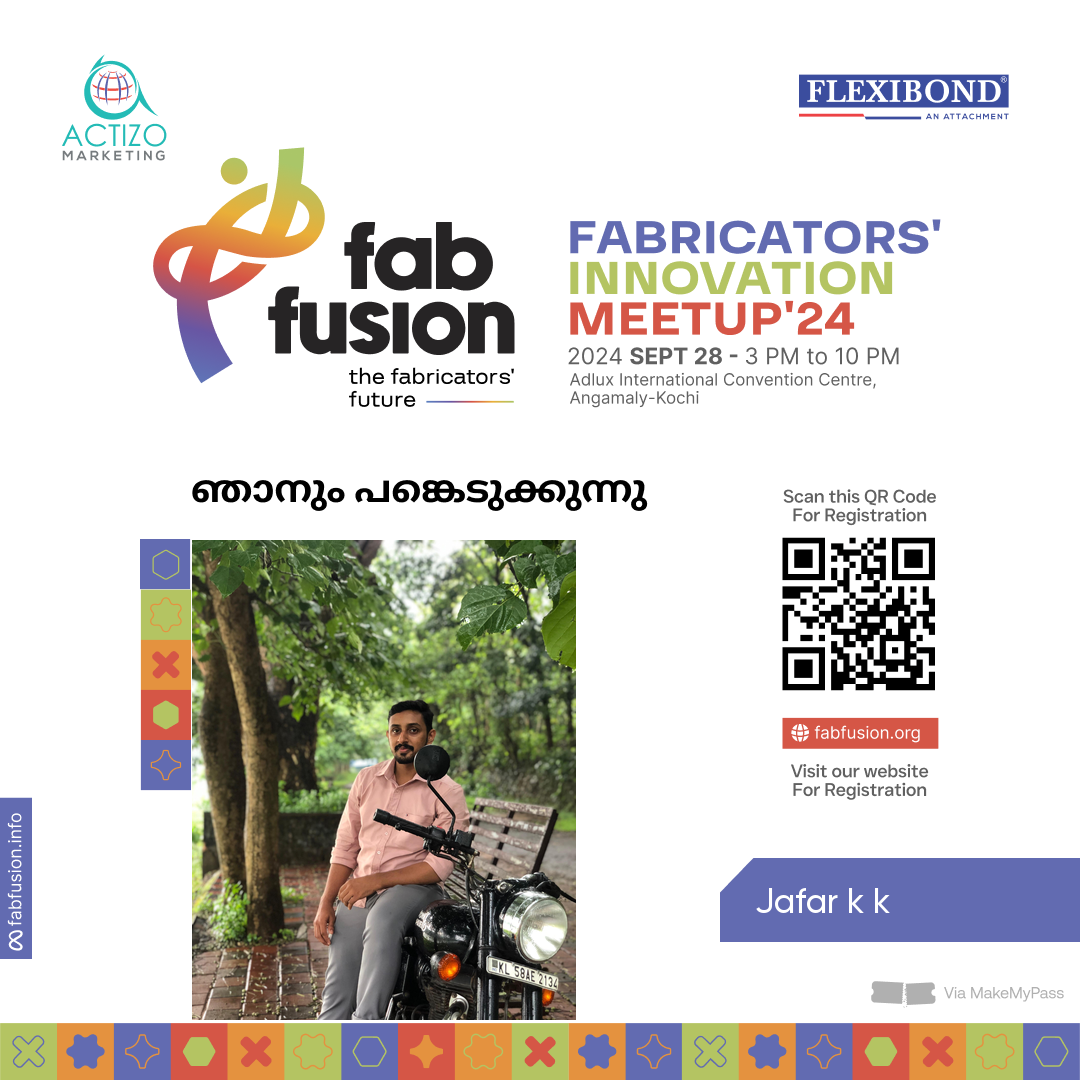 ACTIZO
MARKETING
FLEXIBOND®
AN ATTACHMENT
fab
fusion
the fabricators'
future
FABRICATORS'
INNOVATION
MEETUP'24
2024 SEPT 28 - 3 PM to 10 PM
Adlux International Convention Centre,
Angamaly-Kochi
ഞാനും പങ്കെടുക്കുന്നു
Scan this QR Code
For Registration
fabfusion.org
Visit our website
For Registration
fabfusion.info
Jafar k k
KL 58AE 2134
Via MakeMyPass